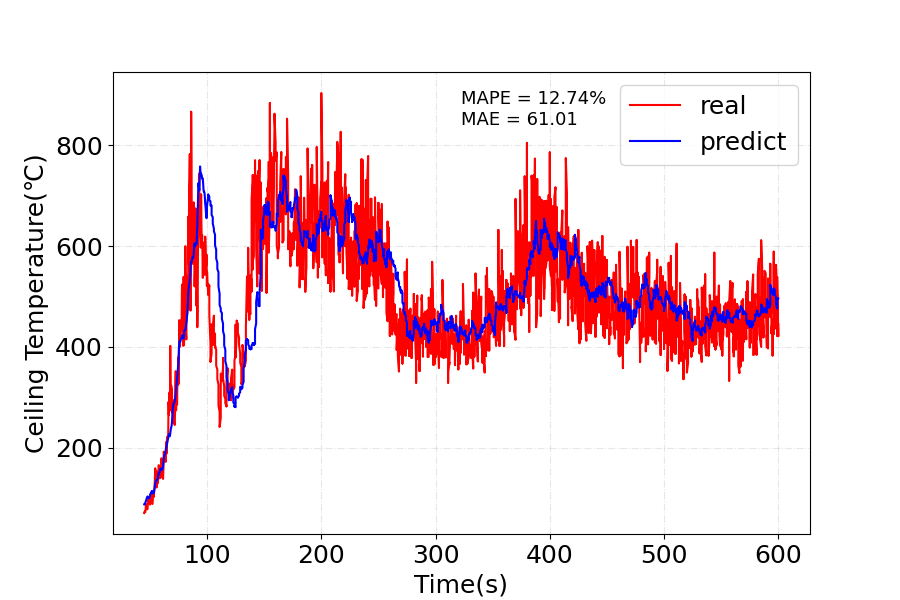 MAPE = 12.74%
MAE = 61.01
real
predict
Ceiling Temperature(℃)
800
600
400
200
100 200 300 400 500 600
Time(s)